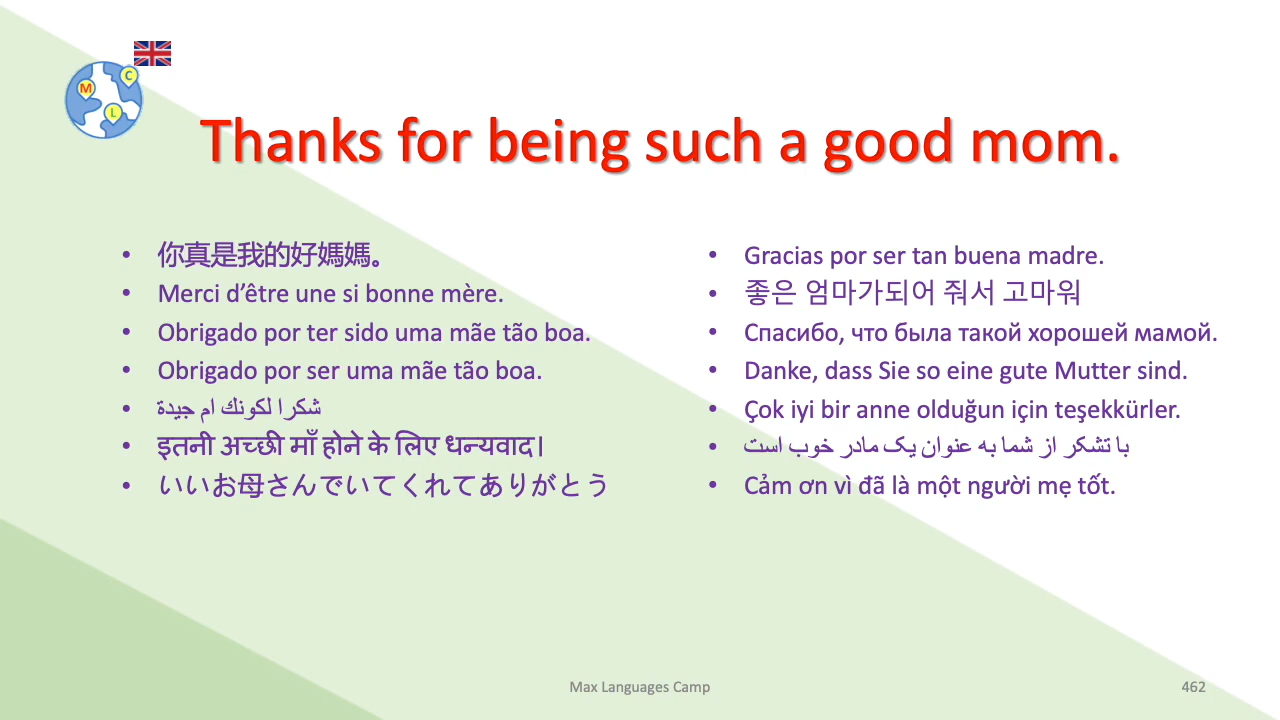 M
C
L
Thanks for being such a good mom.
• 你真是我的好媽媽。
• Merci d’être une si bonne mère.
• Obrigado por ter sido uma mãe tão boa.
• Obrigado por ser uma mãe tão boa.
• شكرا لكونك ام جيدة
• इतनी अच्छी माँ होने के लिए धन्यवाद।
• いいお母さんでいてくれてありがとう
• Gracias por ser tan buena madre.
• 좋은 엄마가되어 줘서 고마워
• Спасибо, что была такой хорошей мамой.
• Danke, dass Sie so eine gute Mutter sind.
• Çok iyi bir anne olduğun için teşekkürler.
• با تشکر از شما به عنوان یک مادر خوب است
• Cảm ơn vì đã là một người mẹ tốt.
Max Languages Camp
462